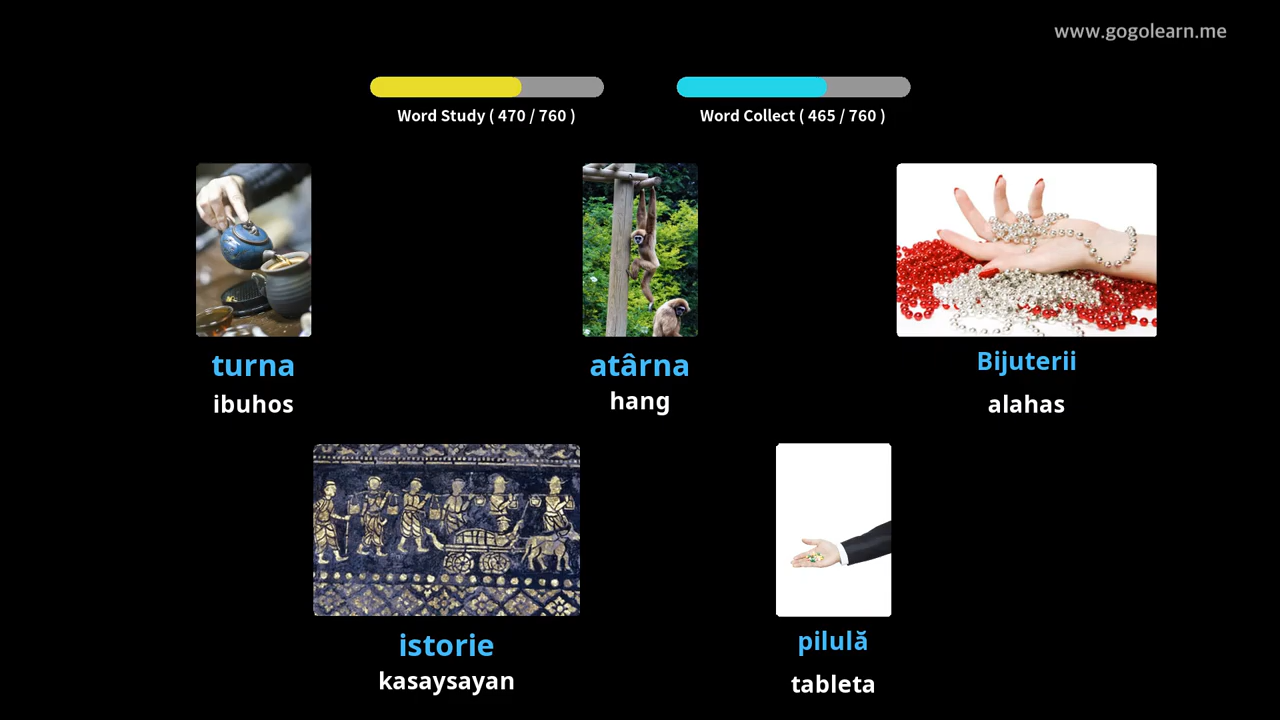 www.gogolearn.me
Word Study ( 470 / 760 )
Word Collect ( 465 / 760 )
turna
ibuhos
atârna
hang
Bijuterii
alahas
istorie
kasaysayan
pilulă
tableta